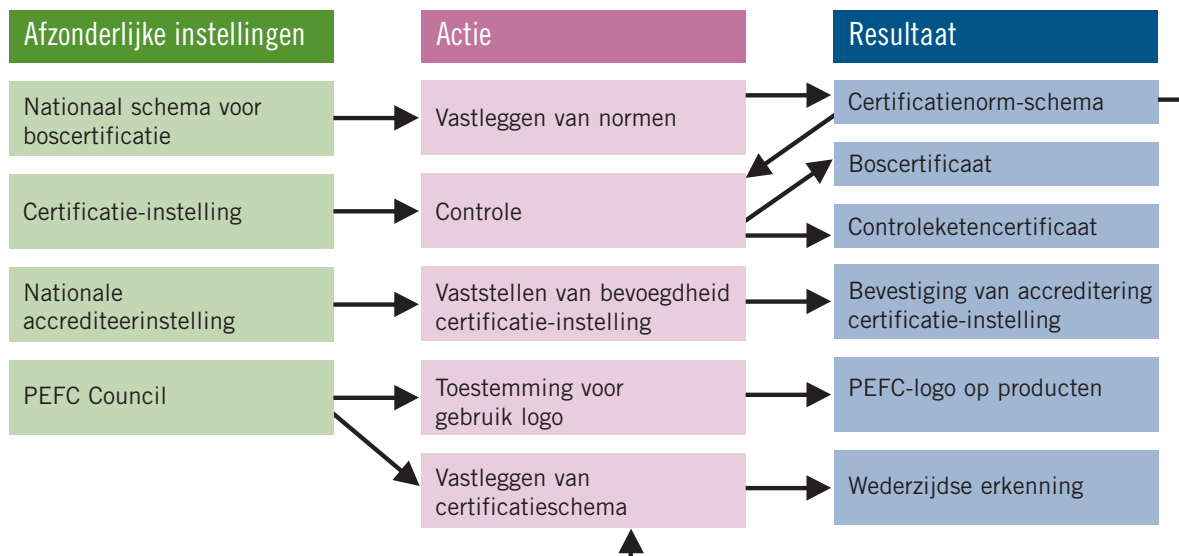 Afzonderlijke instellingen
Actie
Resultaat
Nationaal schema voor
boscertificatie
Vastleggen van normen
Certificatienorm-schema
Boscertificaat
Certificatie-instelling
Controle
Controleketencertificaat
Nationale
accrediteerinstelling
Vaststellen van bevoegdheid
certificatie-instelling
Bevestiging van accreditering
certificatie-instelling
PEFC Council
Toestemming voor
gebruik logo
PEFC-logo op producten
Vastleggen van
certificatieschema
Wederzijdse erkenning